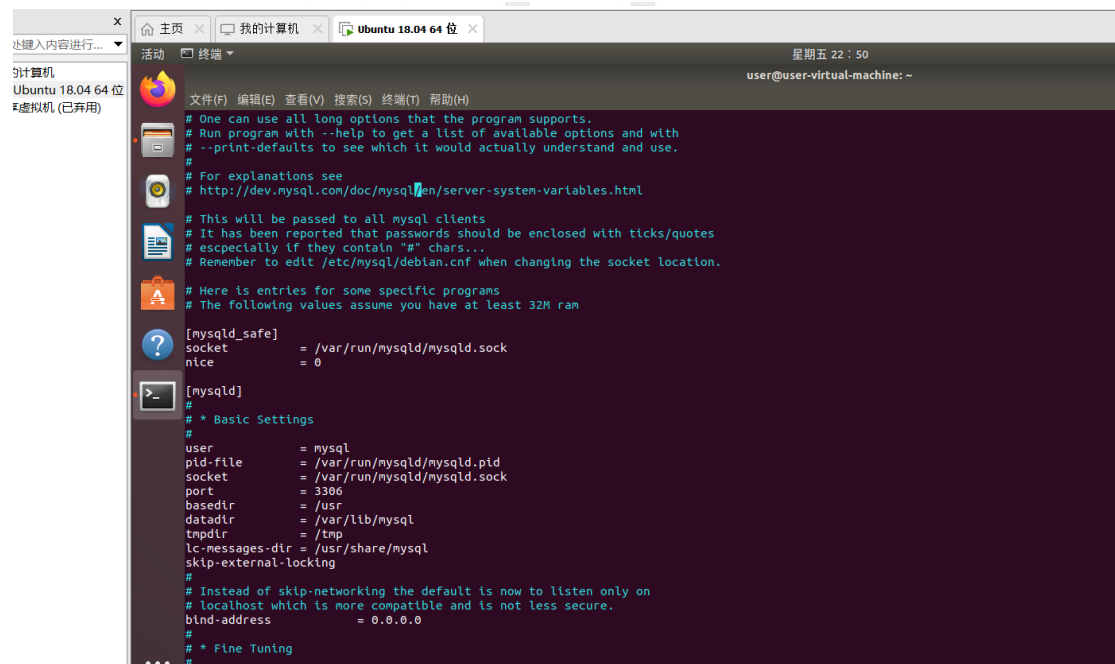 x
主页
我的计算机
Ubuntu 18.04 64 位
处键入内容进行...
的计算机
Ubuntu 18.04 64 位
享虚拟机 (已弃用)
活动
终端
星期五 22：50
user@user-virtual-machine: ~
文件(F) 编辑(E) 查看(V) 搜索(S) 终端(T) 帮助(H)
# One can use all long options that the program supports.
# Run program with --help to get a list of available options and with
# --print-defaults to see which it would actually understand and use.
#
# For explanations see
# http://dev.mysql.com/doc/mysql/en/server-system-variables.html
# This will be passed to all mysql clients
# It has been reported that passwords should be enclosed with ticks/quotes
# escpecially if they contain "#" chars...
# Remember to edit /etc/mysql/debian.cnf when changing the socket location.
# Here is entries for some specific programs
# The following values assume you have at least 32M ram
[mysqld_safe]
socket = /var/run/mysqld/mysqld.sock
nice = 0
[mysqld]
#
# * Basic Settings
#
user = mysql
pid-file = /var/run/mysqld/mysqld.pid
socket = /var/run/mysqld/mysqld.sock
port = 3306
basedir = /usr
datadir = /var/lib/mysql
tmpdir = /tmp
lc-messages-dir = /usr/share/mysql
skip-external-locking
#
# Instead of skip-networking the default is now to listen only on
# localhost which is more compatible and is not less secure.
bind-address = 0.0.0.0
#
# * Fine Tuning
#